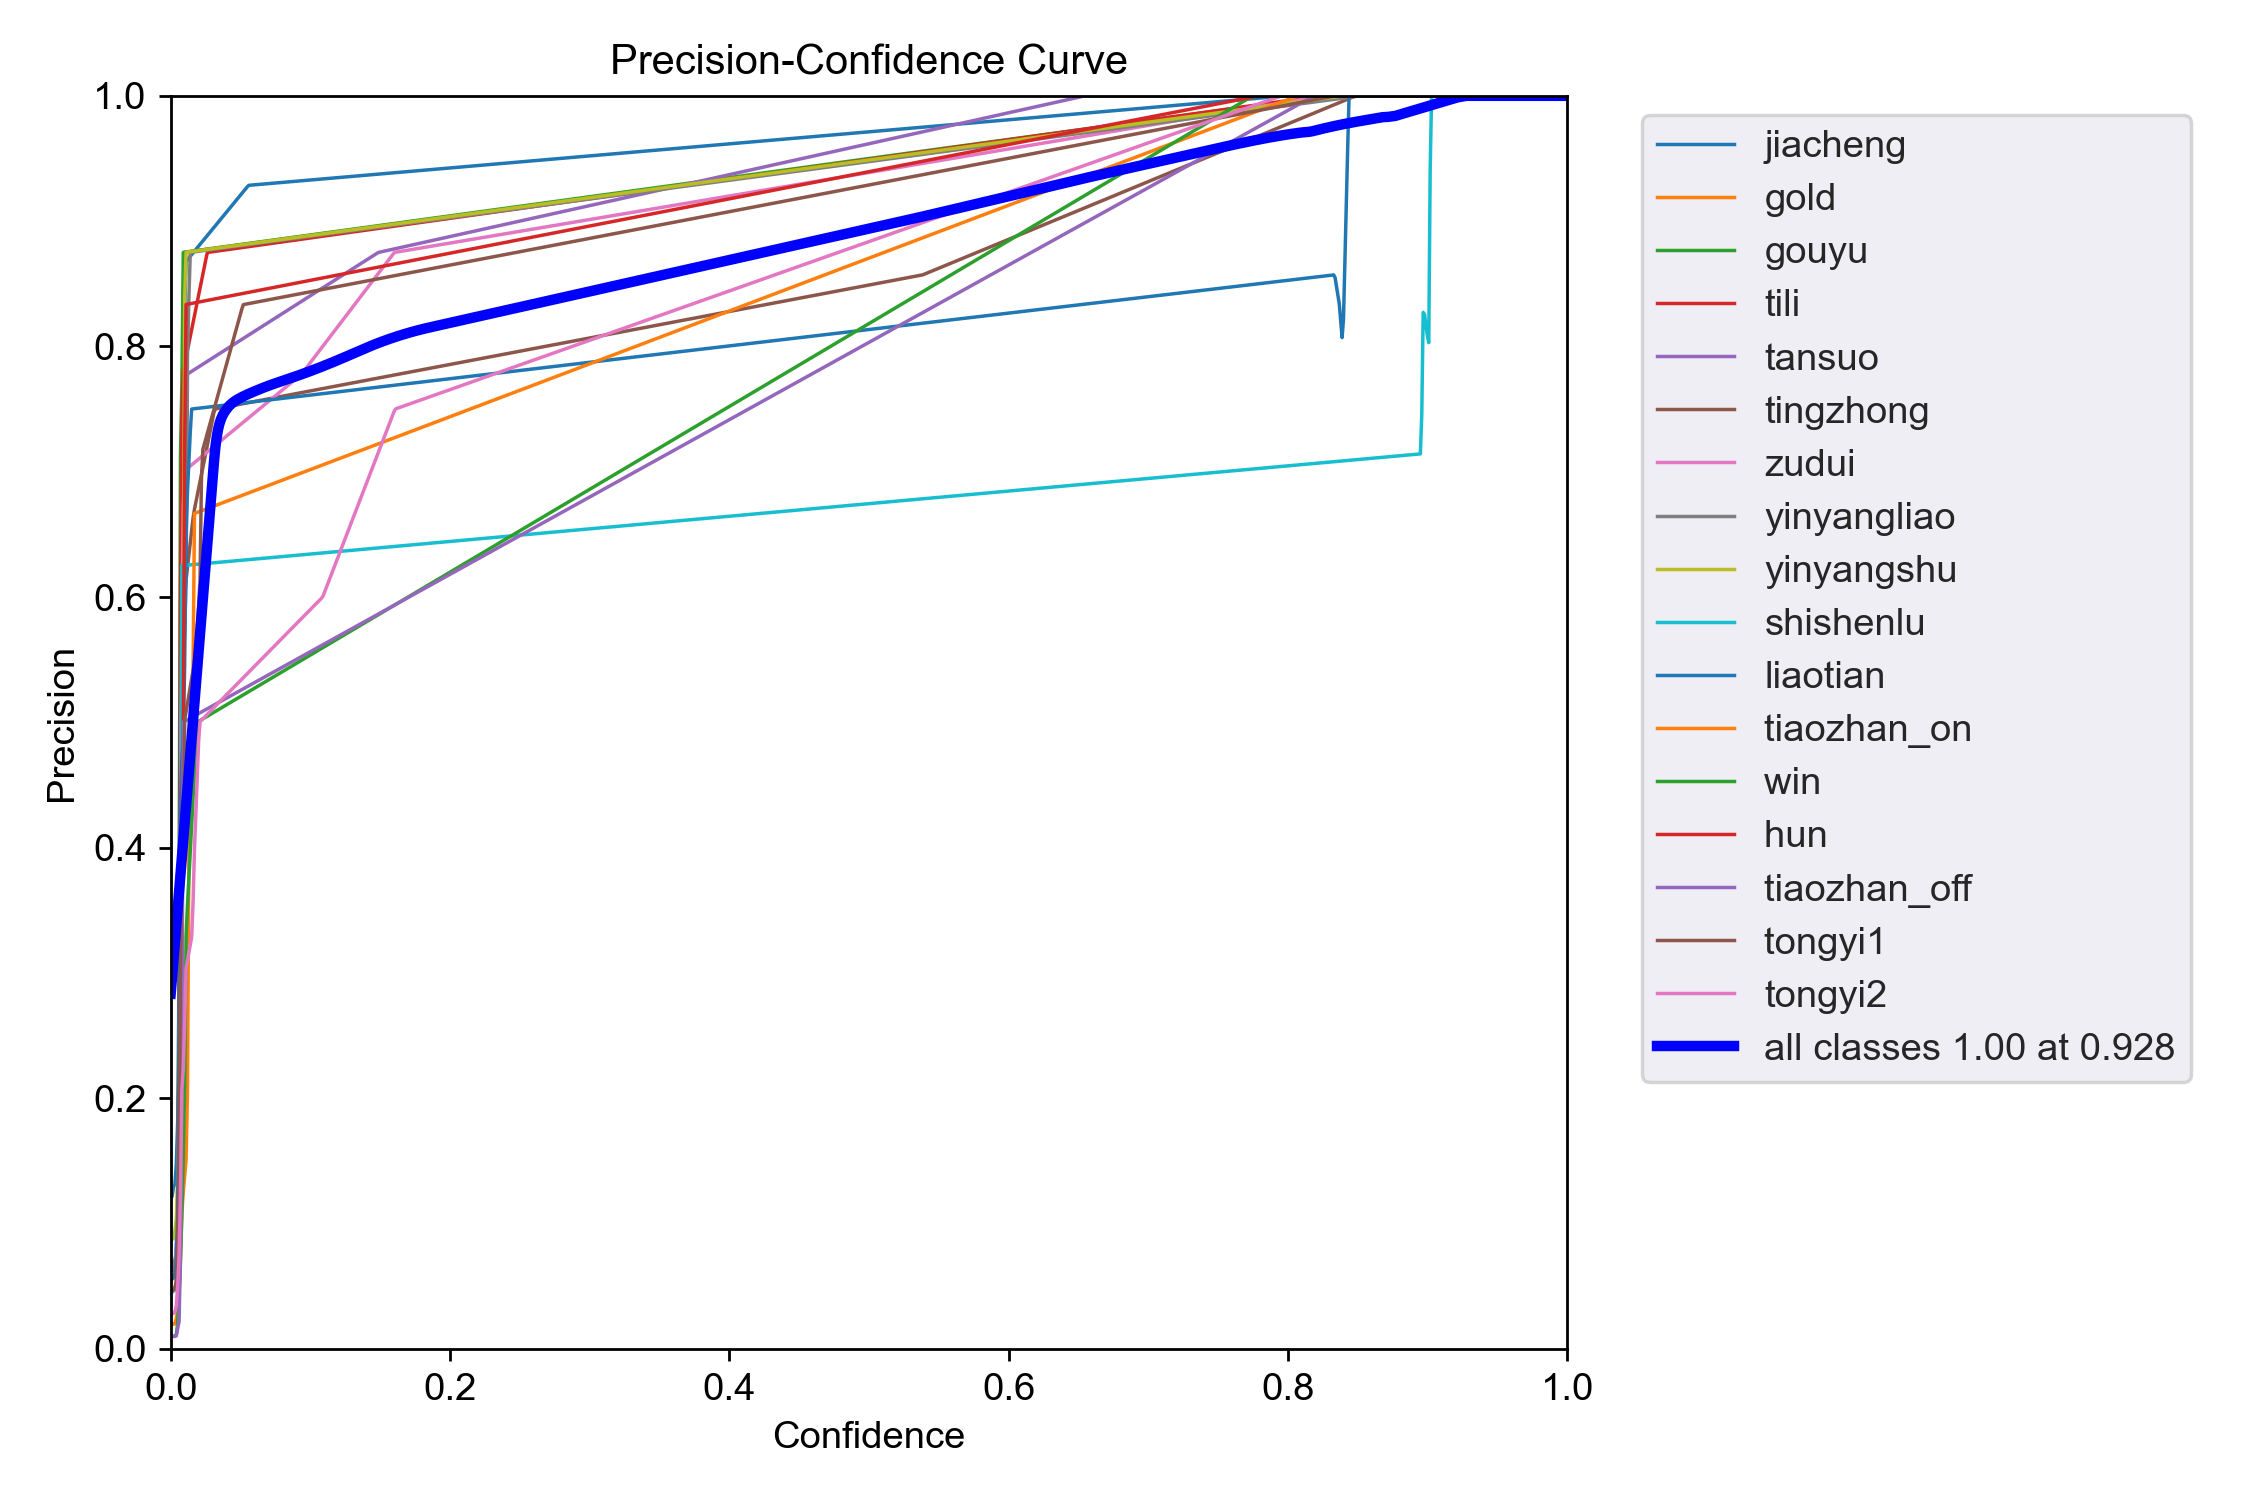 Precision-Confidence Curve
1.0
0.8
0.6
0.4
0.2
0.0
Precision
0.0 0.2 0.4 0.6 0.8 1.0
Confidence
jiacheng
gold
gouyu
tili
tansuo
tingzhong
zudui
yinyangliao
yinyangshu
shishenlu
liaotian
tiaozhan_on
win
hun
tiaozhan_off
tongyi1
tongyi2
all classes 1.00 at 0.928